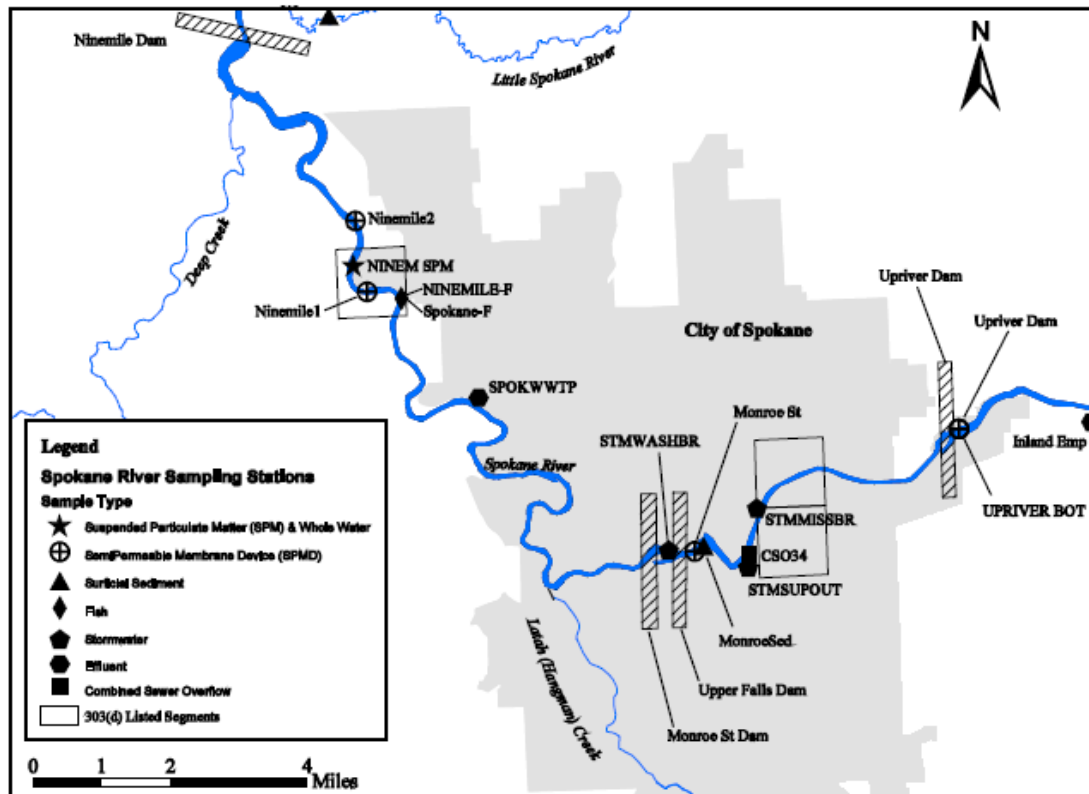 Ninemile Dam
Little Spokane River
N
Deep Creek
Ninemile2
NINEM SPM
NINEMILE-F
Ninemile1
Spokane-F
Upriver Dam
City of Spokane
Upriver Dam
SPOKWWTP
Monroe St
STMWASHBR
Inland Emp
Spokane River
UPRIVER BOT
STMMISSBR
CSO34
STMSUPOUT
MonroeSed
Latah (Hangman) Creek
Upper Falls Dam
Monroe St Dam
Legend
Spokane River Sampling Stations
Sample Type
Suspended Particulate Matter (SPM) & Whole Water
SemiPermeable Membrane Device (SPMD)
Surficial Sediment
Fish
Stormwater
Effluent
Combined Sewer Overflow
303(d) Listed Segments
0 1 2 4
Miles